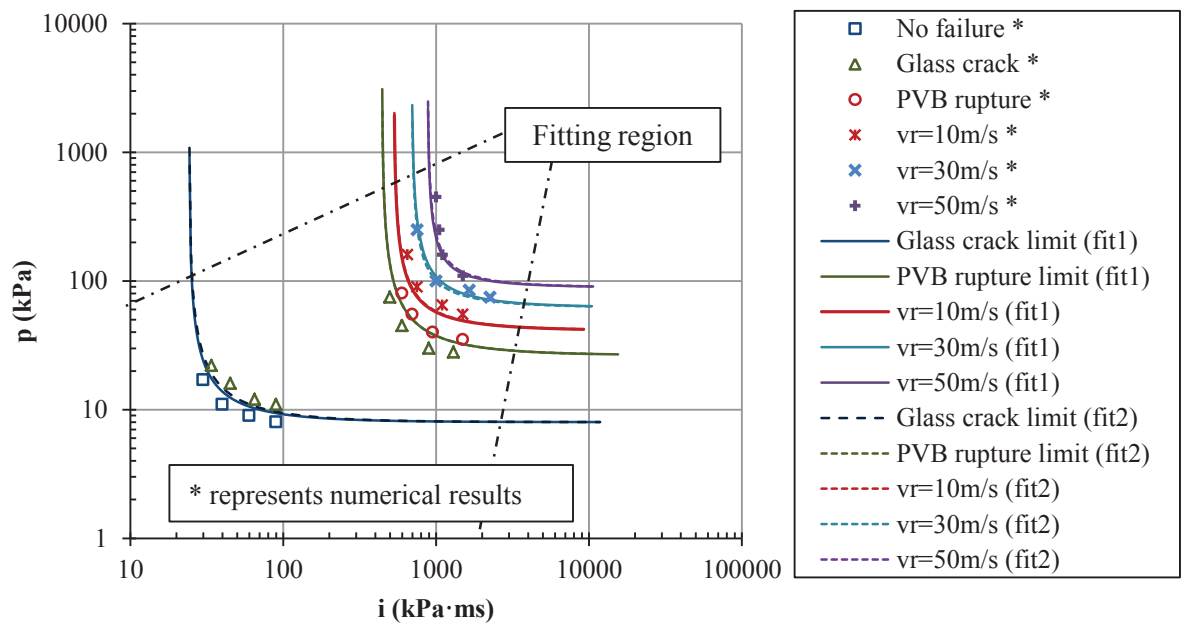 10000
1000
100
10
1
p (kPa)
10
100
1000
10000
100000
i (kPa·ms)
Fitting region
* represents numerical results
No failure *
Glass crack *
PVB rupture *
vr=10m/s *
vr=30m/s *
vr=50m/s *
Glass crack limit (fit1)
PVB rupture limit (fit1)
vr=10m/s (fit1)
vr=30m/s (fit1)
vr=50m/s (fit1)
Glass crack limit (fit2)
PVB rupture limit (fit2)
vr=10m/s (fit2)
vr=30m/s (fit2)
vr=50m/s (fit2)